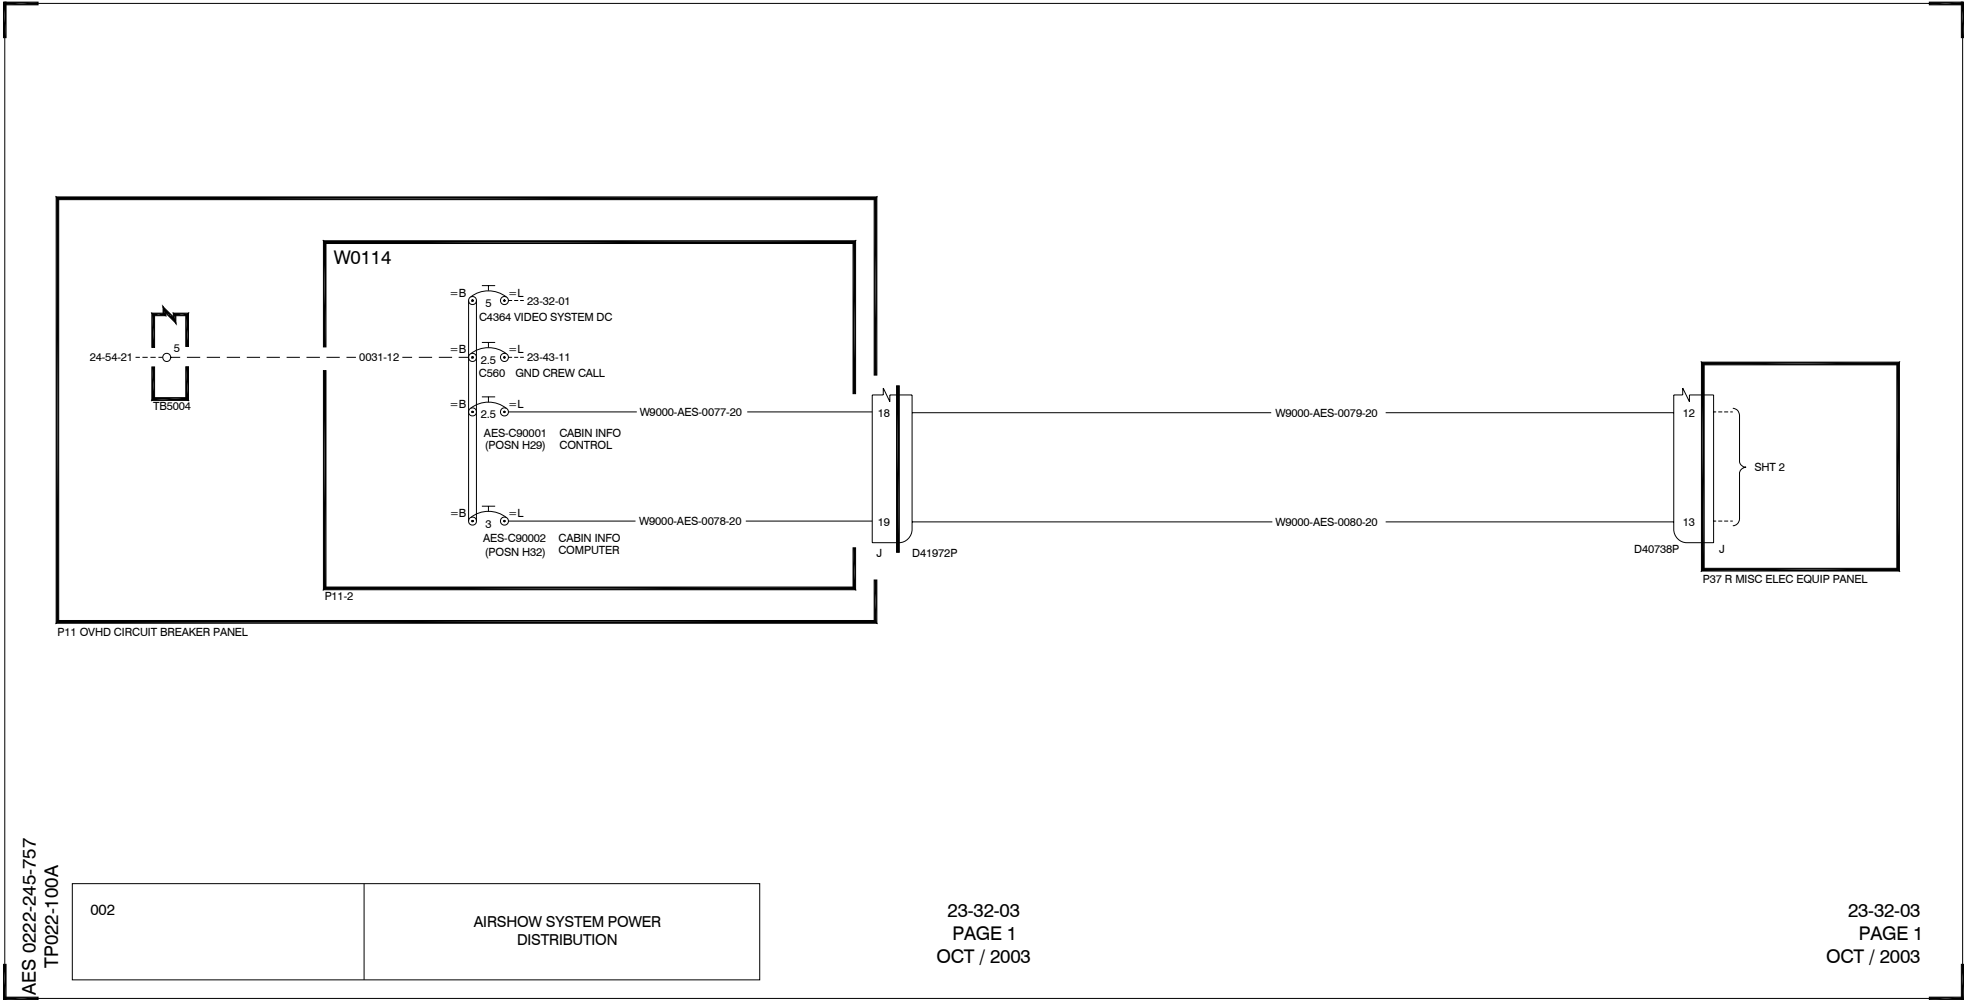 W0114
=B
5
=L
23-32-01
C4364 VIDEO SYSTEM DC
24-54-21
5
TB5004
0031-12
=B
2.5
=L
23-43-11
C560 GND CREW CALL
=B
2.5
=L
W9000-AES-0077-20
18
W9000-AES-0079-20
12
AES-C90001 CABIN INFO
(POSN H29) CONTROL
SHT 2
=B
3
=L
W9000-AES-0078-20
19
W9000-AES-0080-20
13
AES-C90002 CABIN INFO
(POSN H32) COMPUTER
J
D41972P
D40738P
J
P37 R MISC ELEC EQUIP PANEL
P11-2
P11 OVHD CIRCUIT BREAKER PANEL
AES 0222-245-757
TP022-100A
002
AIRSHOW SYSTEM POWER
DISTRIBUTION
23-32-03
PAGE 1
OCT / 2003
23-32-03
PAGE 1
OCT / 2003